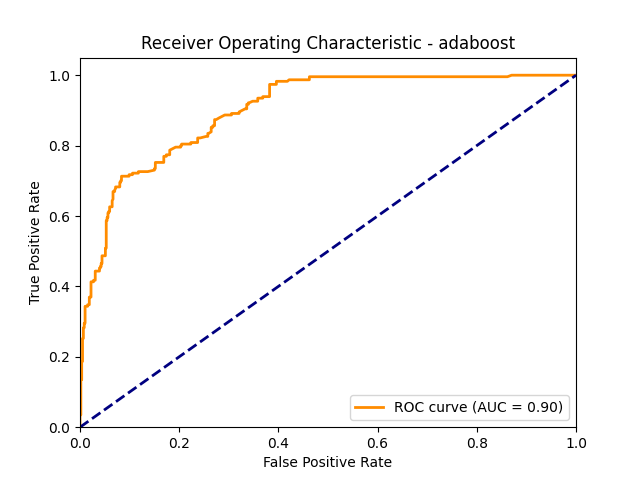 Receiver Operating Characteristic - adaboost
1.0
0.8
0.6
0.4
0.2
0.0
True Positive Rate
ROC curve (AUC = 0.90)
0.0 0.2 0.4 0.6 0.8 1.0
False Positive Rate